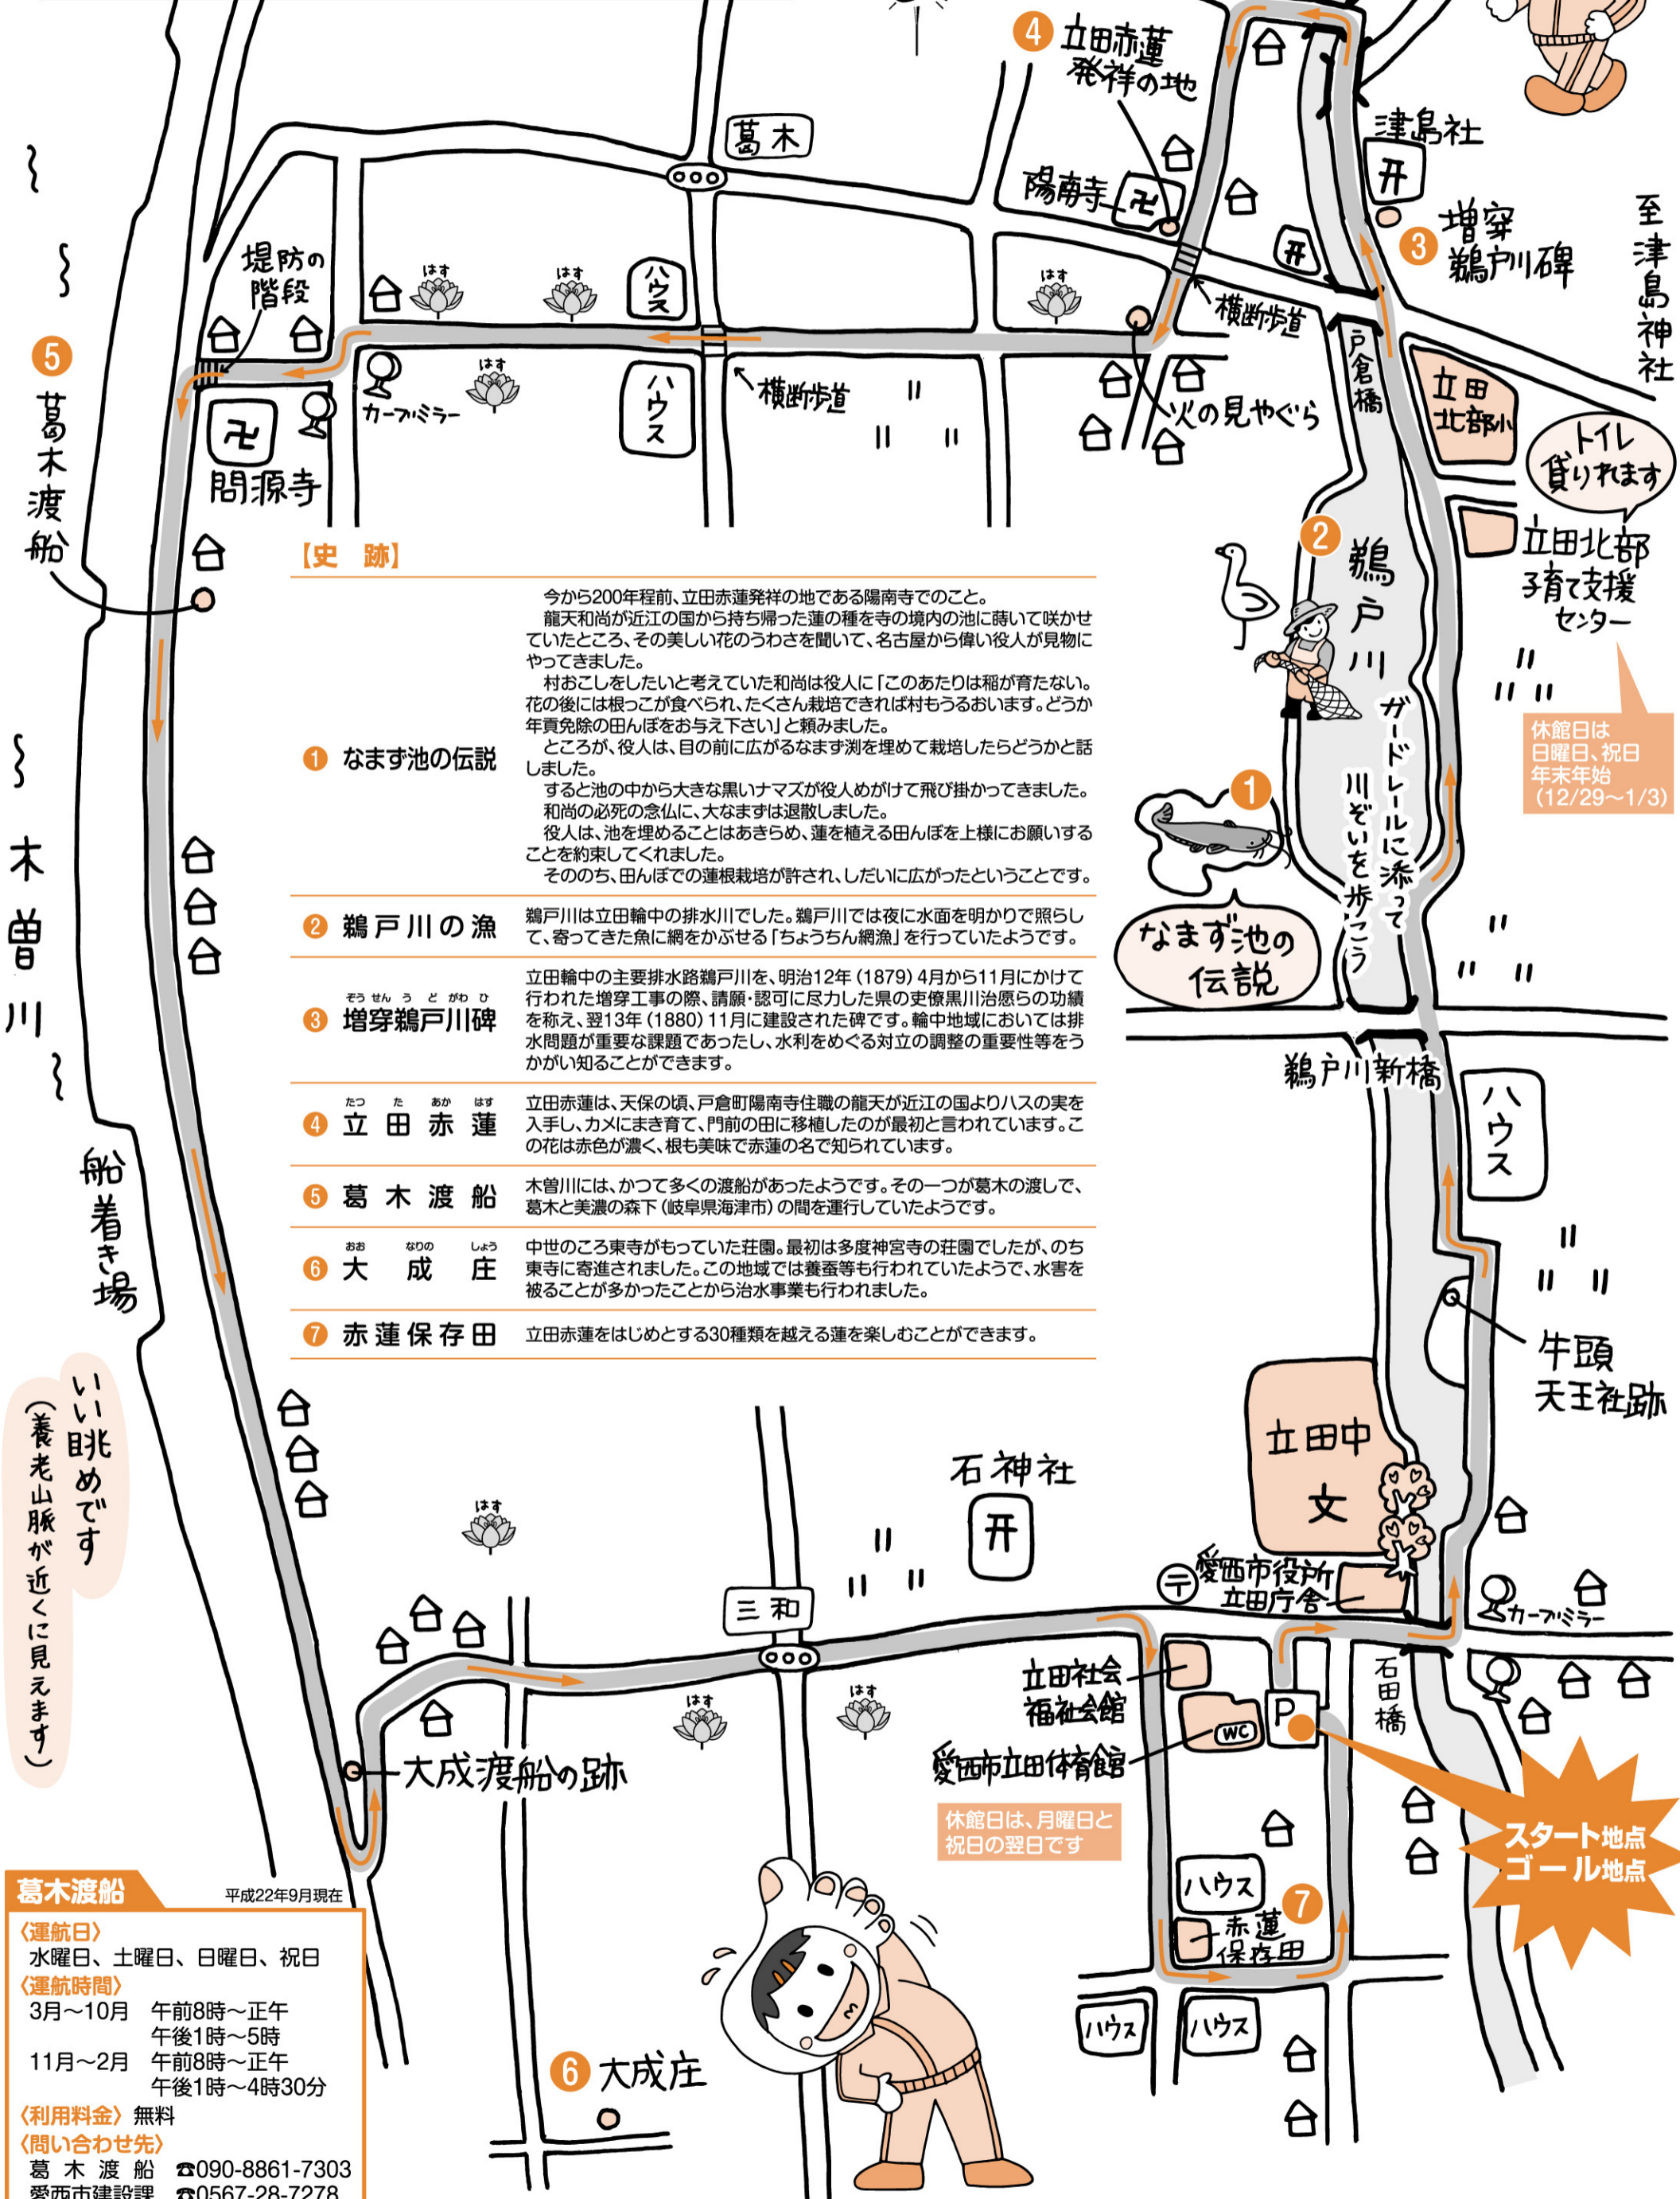 ④ 立田赤蓮
発祥の地
葛木
津島社
陽南寺
③ 増穿
鵜戸川碑
至津島神社
堤防の
階段
はす
はす
ハウス
はす
横断歩道
戸倉橋
立田
北部小
⑤ 葛木渡船
はす
カーブミラー
ハウス
横断歩道
火の見やぐら
トイレ
貸りれます
問源寺
② 鵜戸川
立田北部
子育て支援
センター
休館日は
日曜日、祝日
年末年始
(12/29〜1/3)
ガードレールに添って
川ぞいを歩こう
①
なまず池の
伝説
鵜戸川新橋
ハウス
牛頭
天王社跡
【史 跡】
① なまず池の伝説
今から200年程前、立田赤蓮発祥の地である陽南寺でのこと。
龍天和尚が近江の国から持ち帰った蓮の種を寺の境内の池に蒔いて咲かせ
ていたところ、その美しい花のうわさを聞いて、名古屋から偉い役人が見物に
やってきました。
村おこしをしたいと考えていた和尚は役人に「このあたりは稲が育たない。
花の後には根っこが食べられ、たくさん栽培できれば村もうるおいます。どうか
年貢免除の田んぼをお与え下さい」と頼みました。
ところが、役人は、目の前に広がるなまず渕を埋めて栽培したらどうかと話
しました。
すると池の中から大きな黒いナマズが役人めがけて飛び掛かってきました。
和尚の必死の念仏に、大なまずは退散しました。
役人は、池を埋めることはあきらめ、蓮を植える田んぼを上様にお願いする
ことを約束してくれました。
そののち、田んぼでの蓮根栽培が許され、しだいに広がったということです。
② 鵜戸川の漁
鵜戸川は立田輪中の排水川でした。鵜戸川では夜に水面を明かりで照らし
て、寄ってきた魚に網をかぶせる「ちょうちん網漁」を行っていたようです。
ぞう せん う ど がわ ひ
③ 増穿鵜戸川碑
立田輪中の主要排水路鵜戸川を、明治12年(1879)4月から11月にかけて
行われた増穿工事の際、請願・認可に尽力した県の吏僚黒川治愿らの功績
を称え、翌13年(1880)11月に建設された碑です。輪中地域においては排
水問題が重要な課題であったし、水利をめぐる対立の調整の重要性等をう
かがい知ることができます。
たつ た あか はす
④ 立田赤蓮
立田赤蓮は、天保の頃、戸倉町陽南寺住職の龍天が近江の国よりハスの実を
入手し、カメにまき育て、門前の田に移植したのが最初と言われています。こ
の花は赤色が濃く、根も美味で赤蓮の名で知られています。
⑤ 葛木渡船
木曽川には、かつて多くの渡船があったようです。その一つが葛木の渡しで、
葛木と美濃の森下(岐阜県海津市)の間を運行していたようです。
おお なりの しょう
⑥ 大成庄
中世のころ東寺がもっていた荘園。最初は多度神宮寺の荘園でしたが、のち
東寺に寄進されました。この地域では養蚕等も行われていたようで、水害を
被ることが多かったことから治水事業も行われました。
⑦ 赤蓮保存田
立田赤蓮をはじめとする30種類を越える蓮を楽しむことができます。
木曽川
船着き場
いい眺めです
(養老山脈が近くに見えます)
はす
石神社
立田中
文
〒
愛西市役所
立田庁舎
カーブミラー
三和
石田橋
はす
はす
立田社会
福祉会館
愛西市立田体育館
WC
P
休館日は、月曜日と
祝日の翌日です
大成渡船の跡
スタート地点
ゴール地点
ハウス
⑦
赤蓮
保存田
ハウス
ハウス
⑥ 大成庄
葛木渡船
平成22年9月現在
〈運航日〉
水曜日、土曜日、日曜日、祝日
〈運航時間〉
3月〜10月 午前8時〜正午
午後1時〜5時
11月〜2月 午前8時〜正午
午後1時〜4時30分
〈利用料金〉無料
〈問い合わせ先〉
葛木渡船 ☎090-8861-7303
愛西市建設課 ☎0567-28-7278